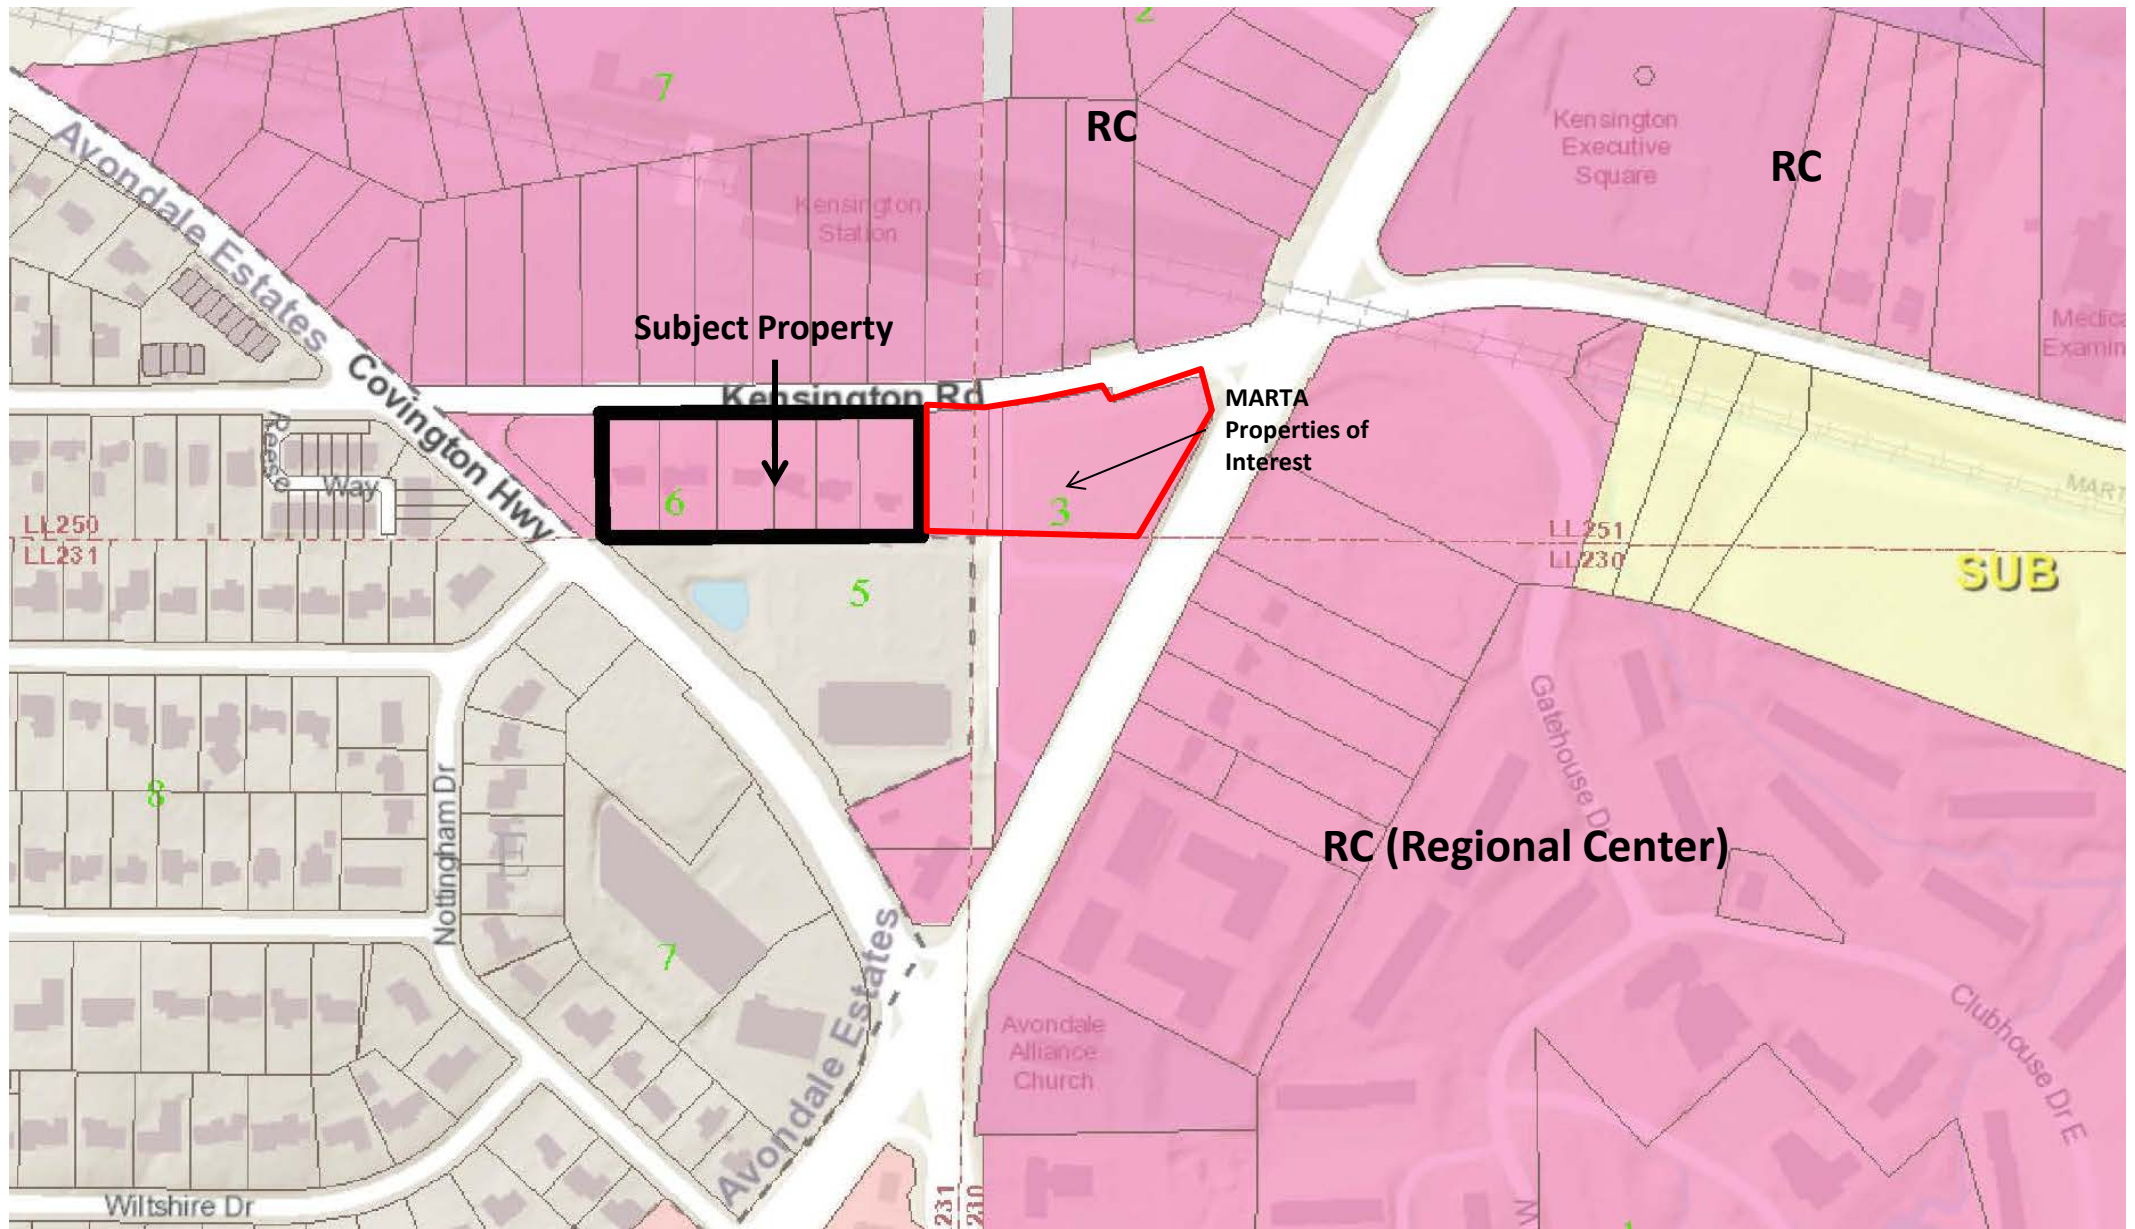 2
7
RC
Kensington
Executive
Square
RC
Avondale Estates
Kensington
Station
Subject Property
Medica
Examin
Covington Hwy
Kensington Rd
MARTA
Properties of
Interest
Reese
Way
6
3
MART
LL250
LL231
LL251
LL230
SUB
5
Gatehouse Dr
8
Nottingham Dr
RC (Regional Center)
7
Avondale Estates
Avondale
Alliance
Church
Clubhouse Dr E
Wiltshire Dr
231
230
W